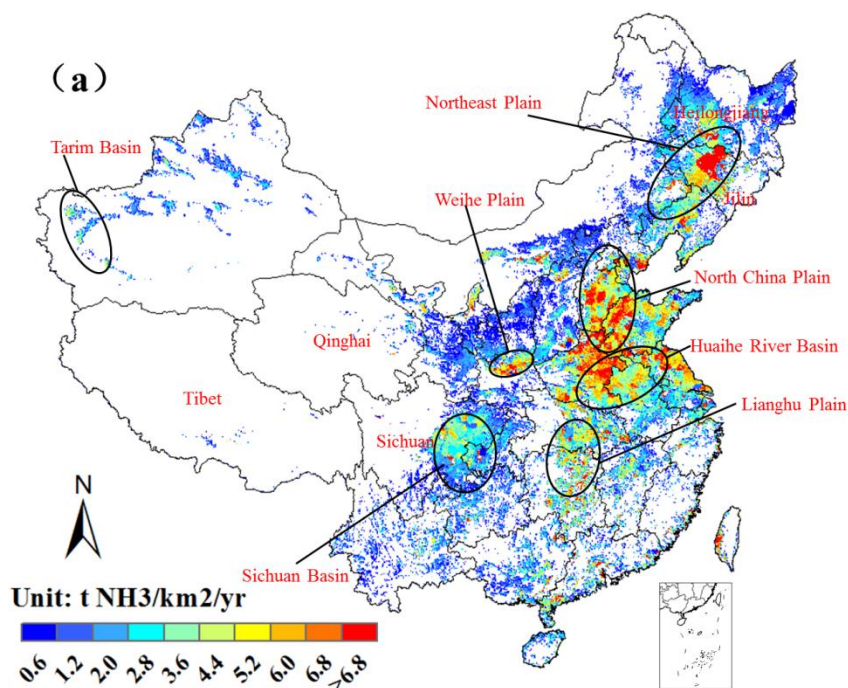 (a)
Northeast Plain
Heilongjiang
Tarim Basin
Weihe Plain
Jilin
North China Plain
Qinghai
Huaihe River Basin
Tibet
Lianghu Plain
Sichuan
N
Sichuan Basin
Unit: t NH3/km2/yr
0.6 1.2 2.0 2.8 3.6 4.4 5.2 6.0 6.8 >6.8